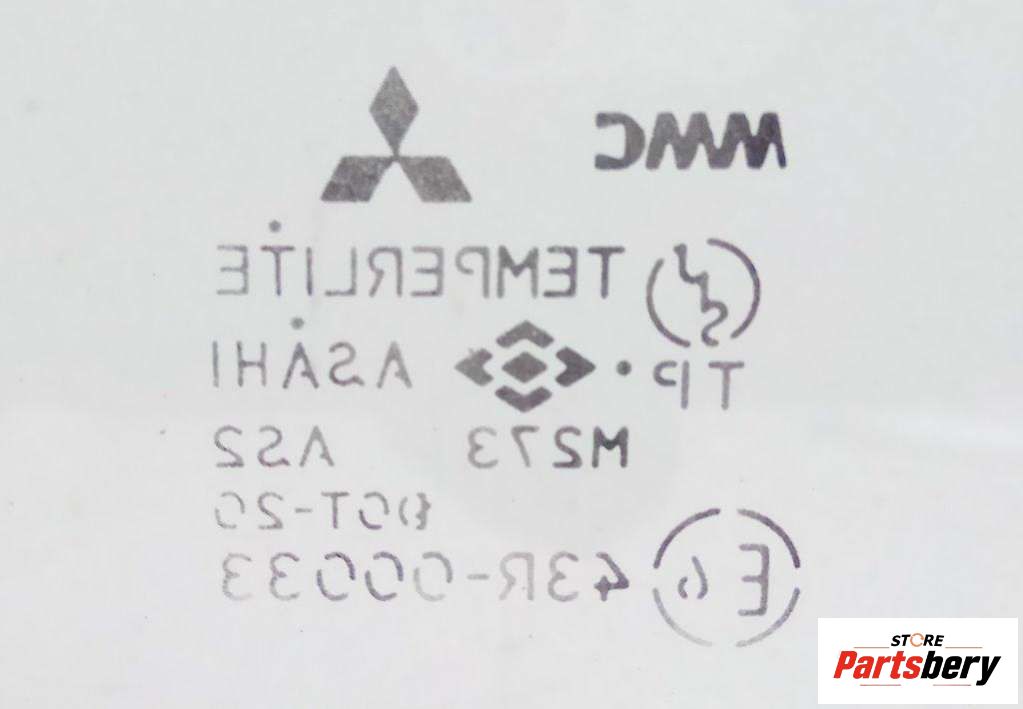 MMC
TEMPERLITE
TP ASAHI
M273 AS2
DOT-20
E6 43R-00033
STORE
Partsbery